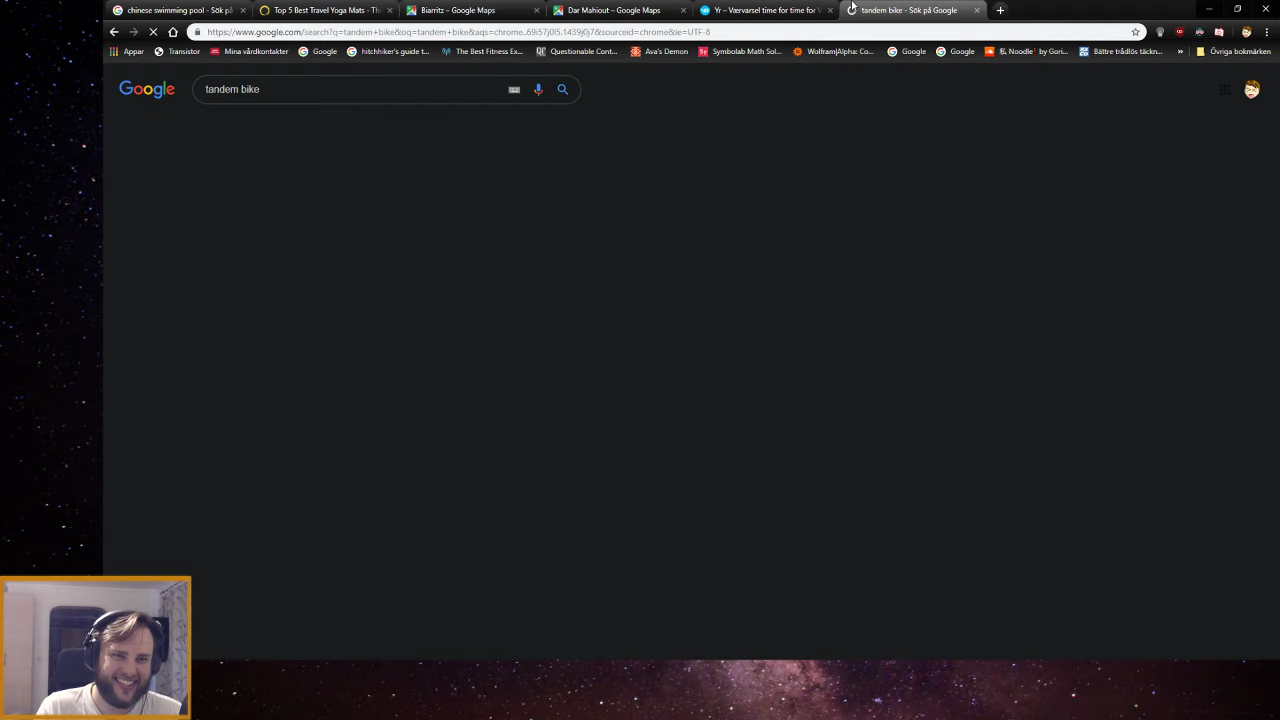 chinese swimming pool - Sök på
Top 5 Best Travel Yoga Mats - The
Biarritz – Google Maps
Dar Mahiout – Google Maps
Yr – Værvarsel time for time for V
tandem bike - Sök på Google
https://www.google.com/search?q=tandem+bike&oq=tandem+bike&aqs=chrome..69i57j0l5.1439j0j7&sourceid=chrome&ie=UTF-8
Appar
Transistor
Mina vårdkontakter
Google
hitchhiker's guide t...
The Best Fitness Ex...
Questionable Cont...
Ava's Demon
Symbolab Math Sol...
Wolfram|Alpha: Co...
Google
Google
私 Noodle' by Gori...
Bättre trådlös täckn...
Övriga bokmärken
Google
tandem bike